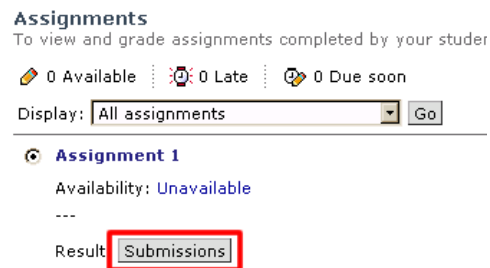 Assignments
To view and grade assignments completed by your studen
0 Available 0 Late 0 Due soon
Display: All assignments Go
Assignment 1
Availability: Unavailable
---
Result Submissions